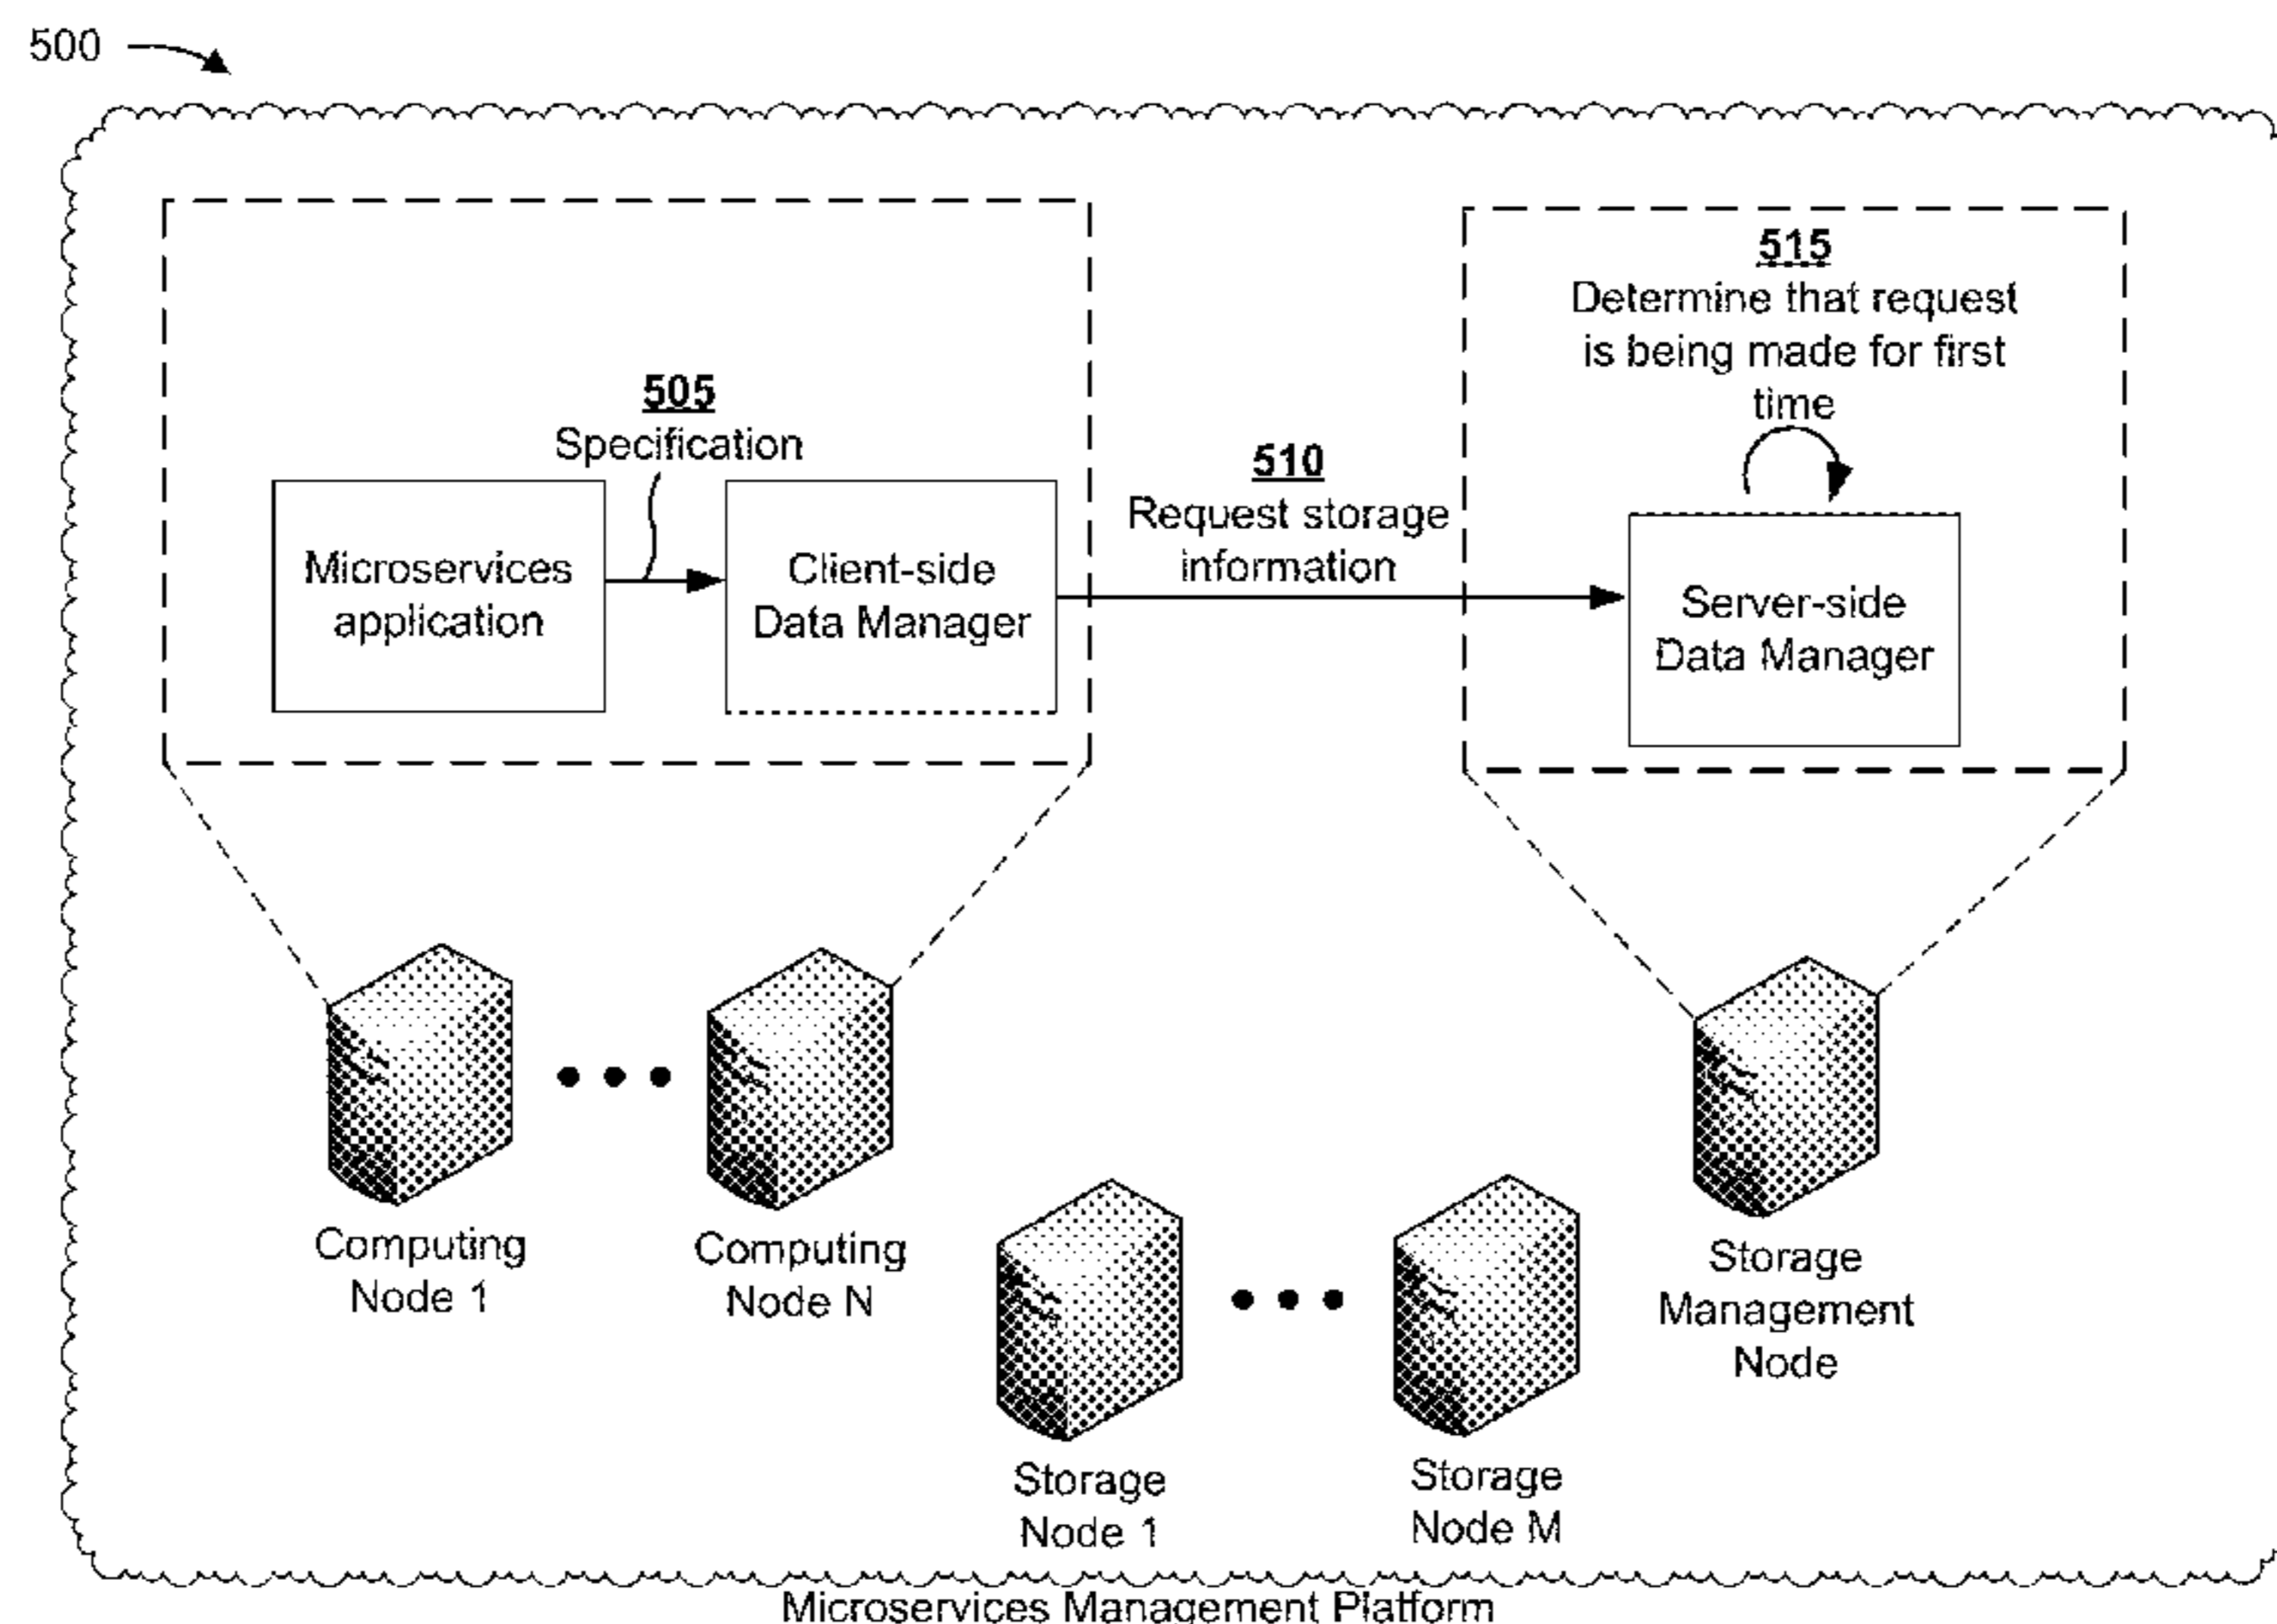 500
515
Determine that request
is being made for first
time
505
Specification
510
Request storage
information
Microservices
application
Client-side
Data Manager
Server-side
Data Manager
Computing
Node 1
Computing
Node N
Storage
Management
Node
Storage
Node 1
Storage
Node M
Microservices Management Platform